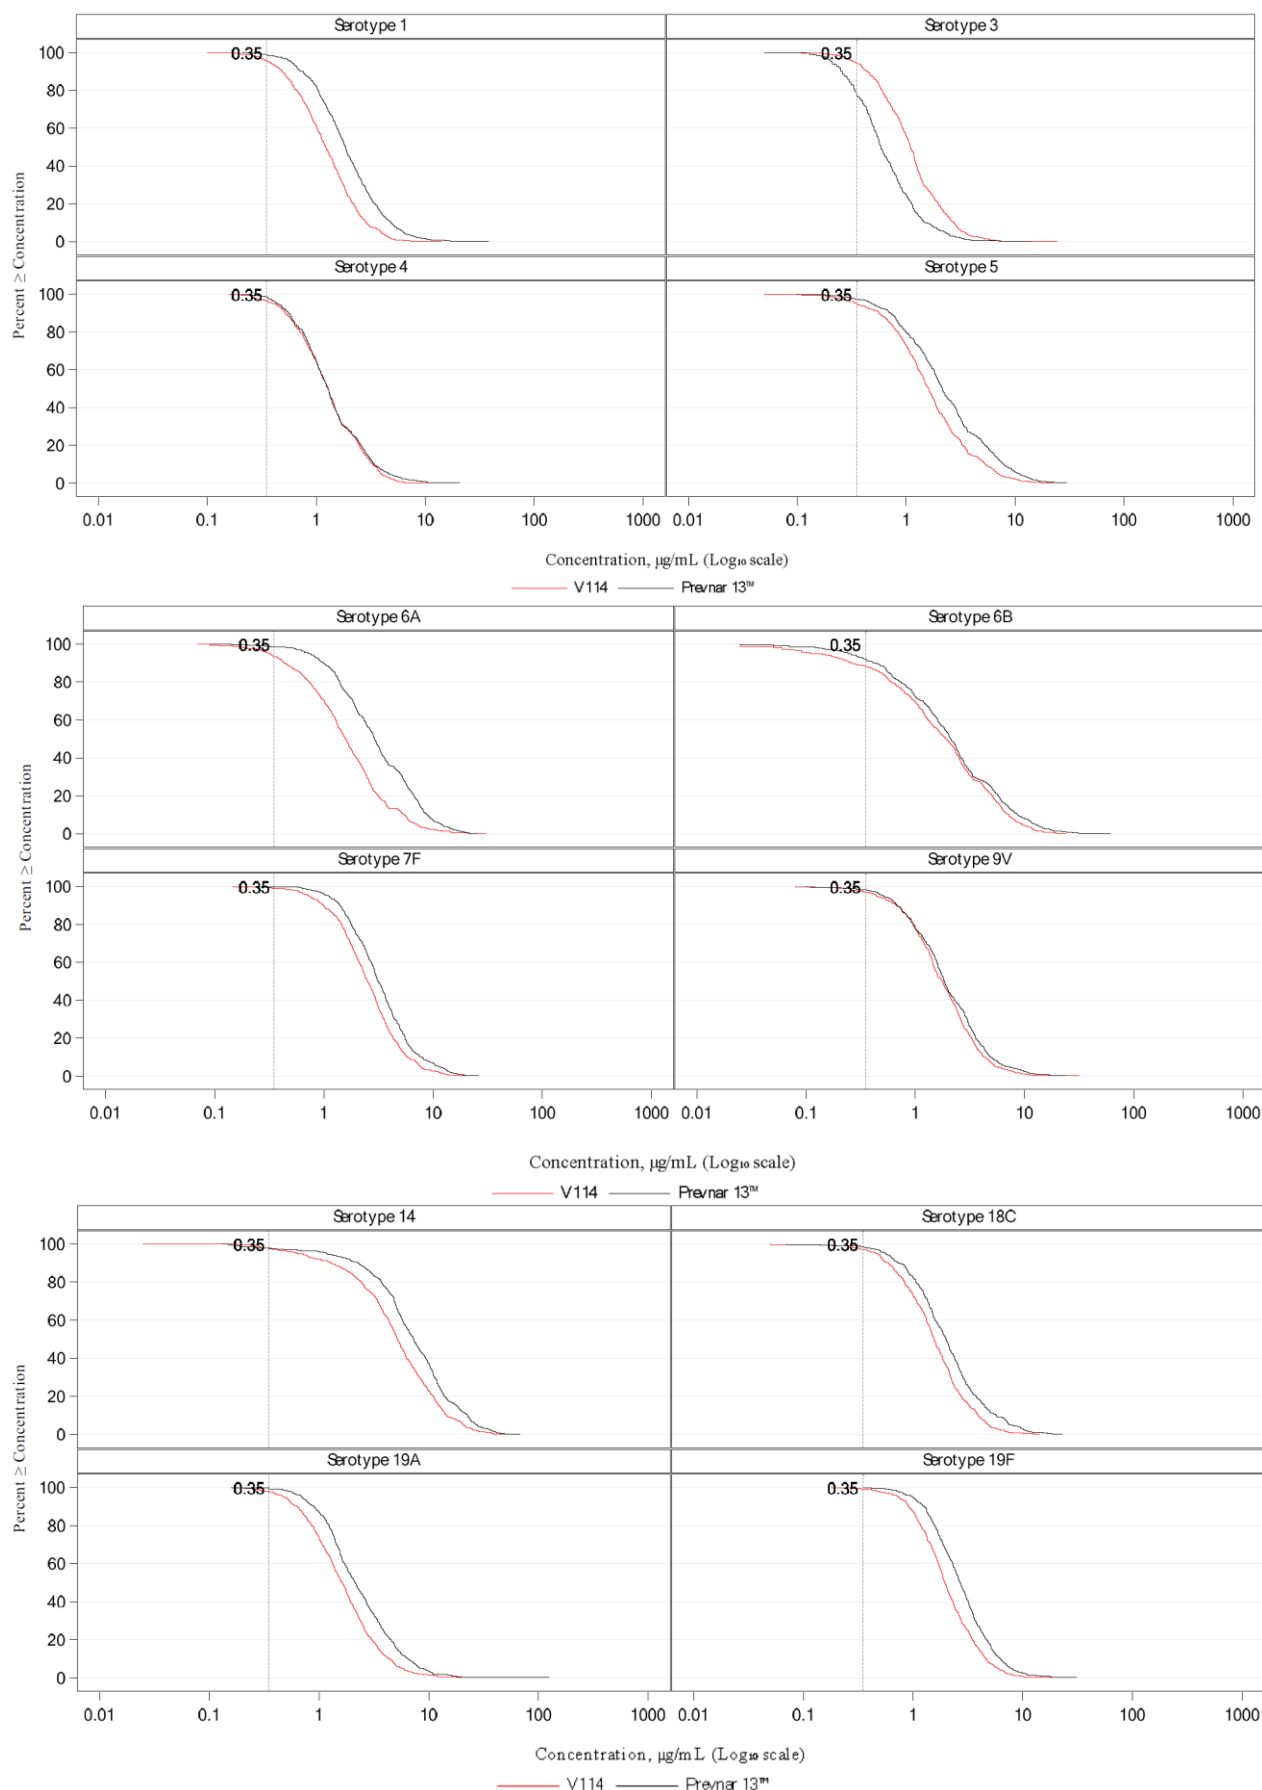 Serotype 1 Serotype 3
100 0.35 0.35
80
60
40
20
0
Serotype 4 Serotype 5
100 0.35 0.35
80
60
40
20
0
Percent ≥ Concentration
0.01 0.1 1 10 100 1000 0.01 0.1 1 10 100 1000
Concentration, µg/mL (Log₁₀ scale)
V114 Prevnar 13™
Serotype 6A Serotype 6B
100 0.35 0.35
80
60
40
20
0
Serotype 7F Serotype 9V
100 0.35 0.35
80
60
40
20
0
Percent ≥ Concentration
0.01 0.1 1 10 100 1000 0.01 0.1 1 10 100 1000
Concentration, µg/mL (Log₁₀ scale)
V114 Prevnar 13™
Serotype 14 Serotype 18C
100 0.35 0.35
80
60
40
20
0
Serotype 19A Serotype 19F
100 0.35 0.35
80
60
40
20
0
Percent ≥ Concentration
0.01 0.1 1 10 100 1000 0.01 0.1 1 10 100 1000
Concentration, µg/mL (Log₁₀ scale)
V114 Prevnar 13™